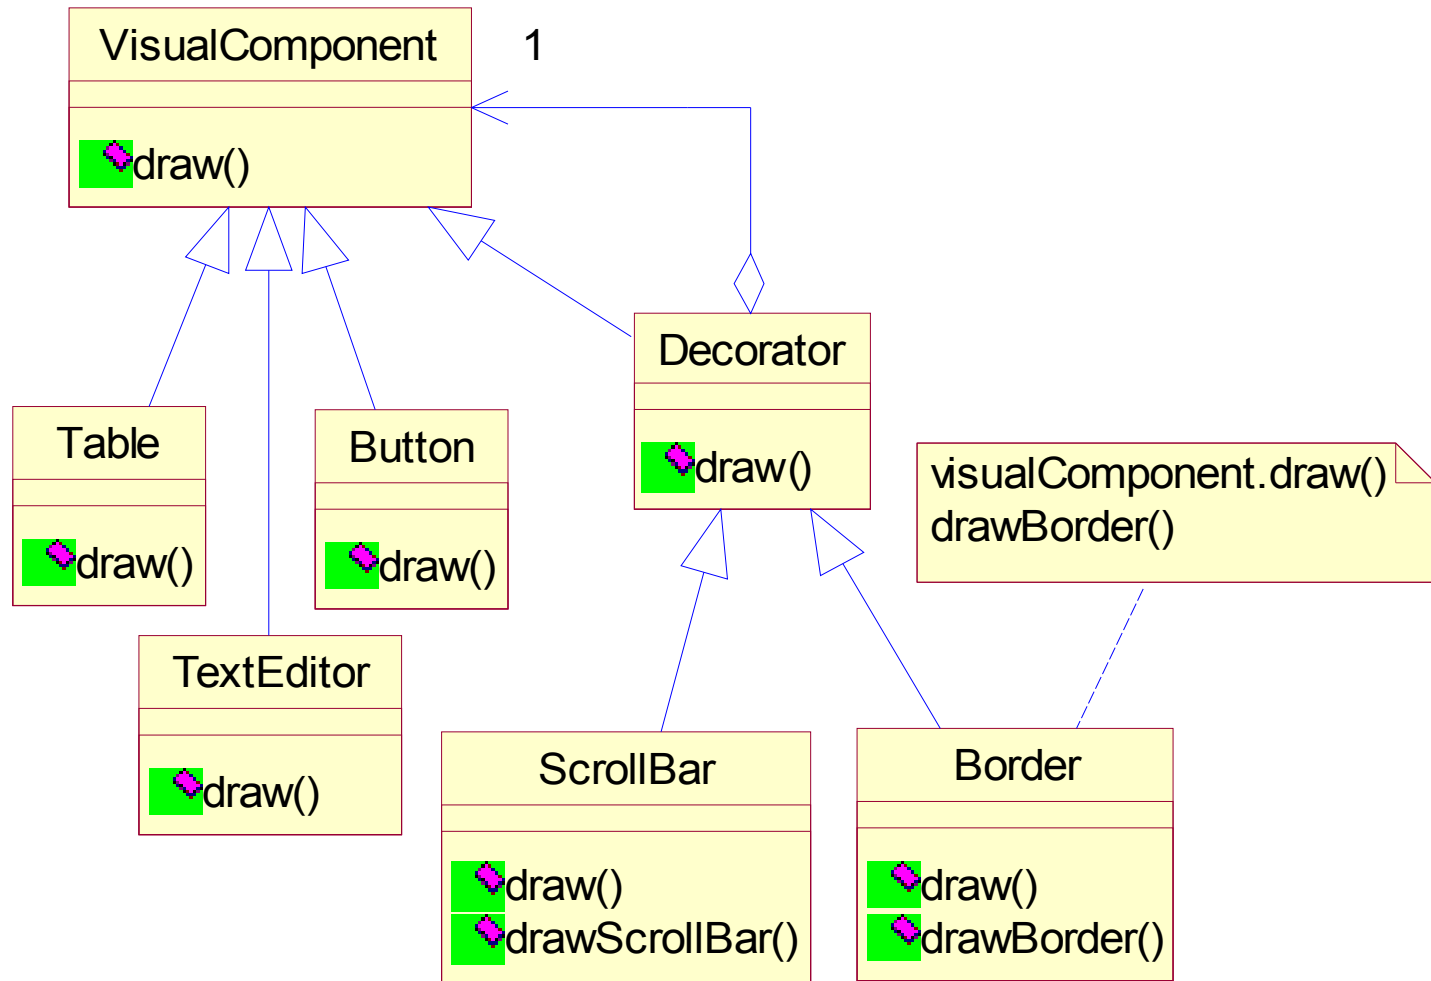 VisualComponent
1
draw()
Decorator
draw()
Table
draw()
Button
draw()
visualComponent.draw()
drawBorder()
TextEditor
draw()
ScrollBar
draw()
drawScrollBar()
Border
draw()
drawBorder()